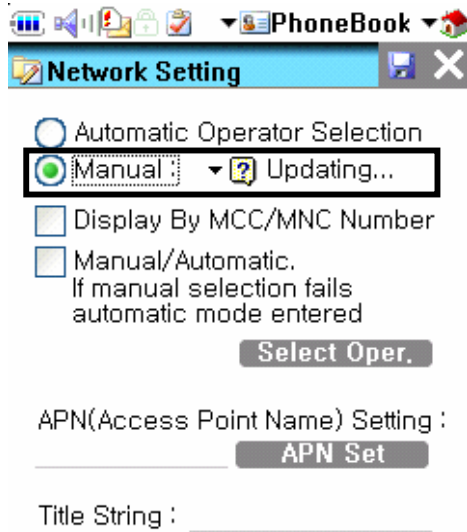 PhoneBook
Network Setting
Automatic Operator Selection
Manual : Updating...
Display By MCC/MNC Number
Manual/Automatic.
If manual selection fails
automatic mode entered
Select Oper.
APN(Access Point Name) Setting :
APN Set
Title String :